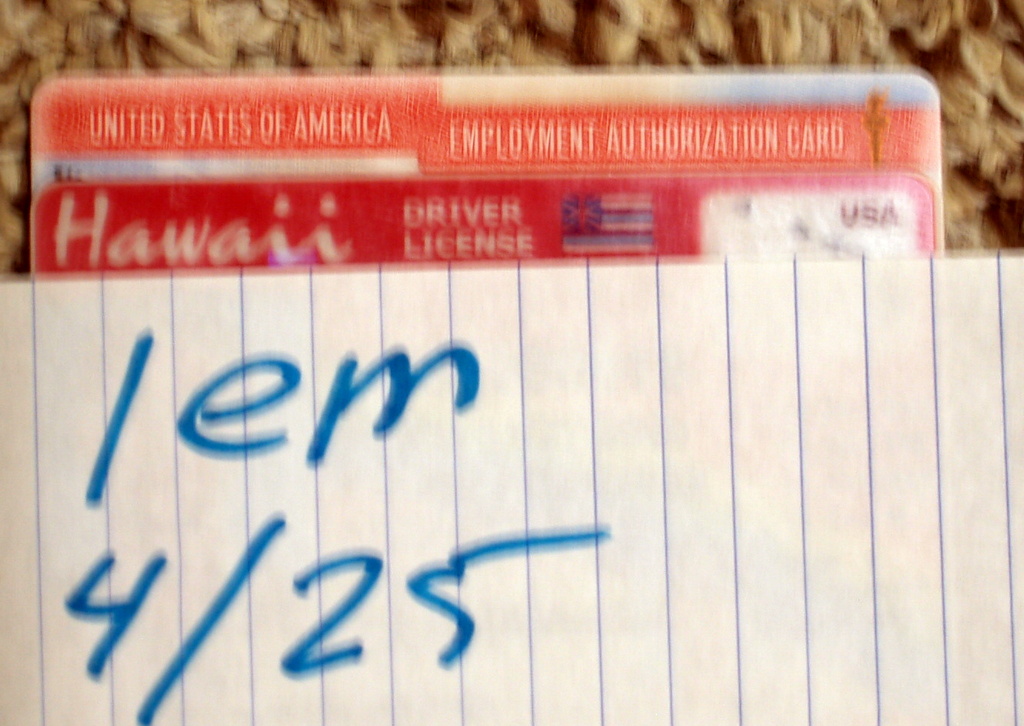 UNITED STATES OF AMERICA EMPLOYMENT AUTHORIZATION CARD
Hawaii DRIVER LICENSE USA
lem
4/25